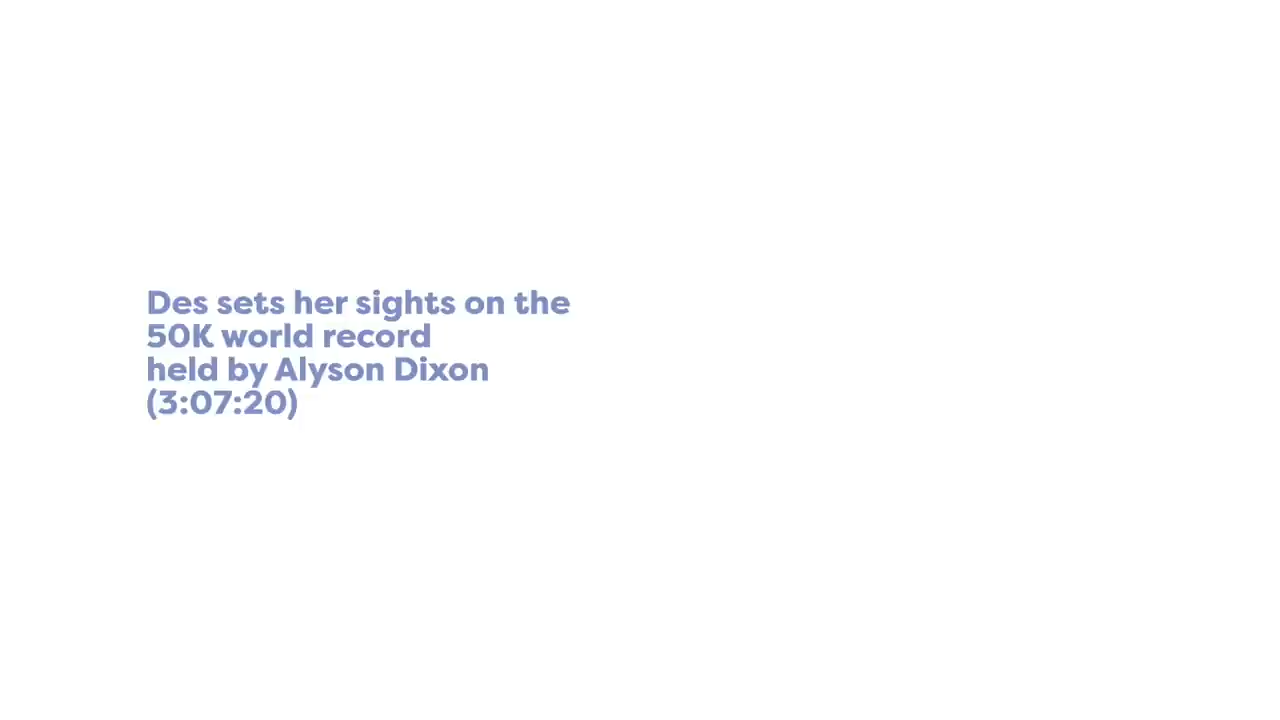 Des sets her sights on the
50K world record
held by Alyson Dixon
(3:07:20)